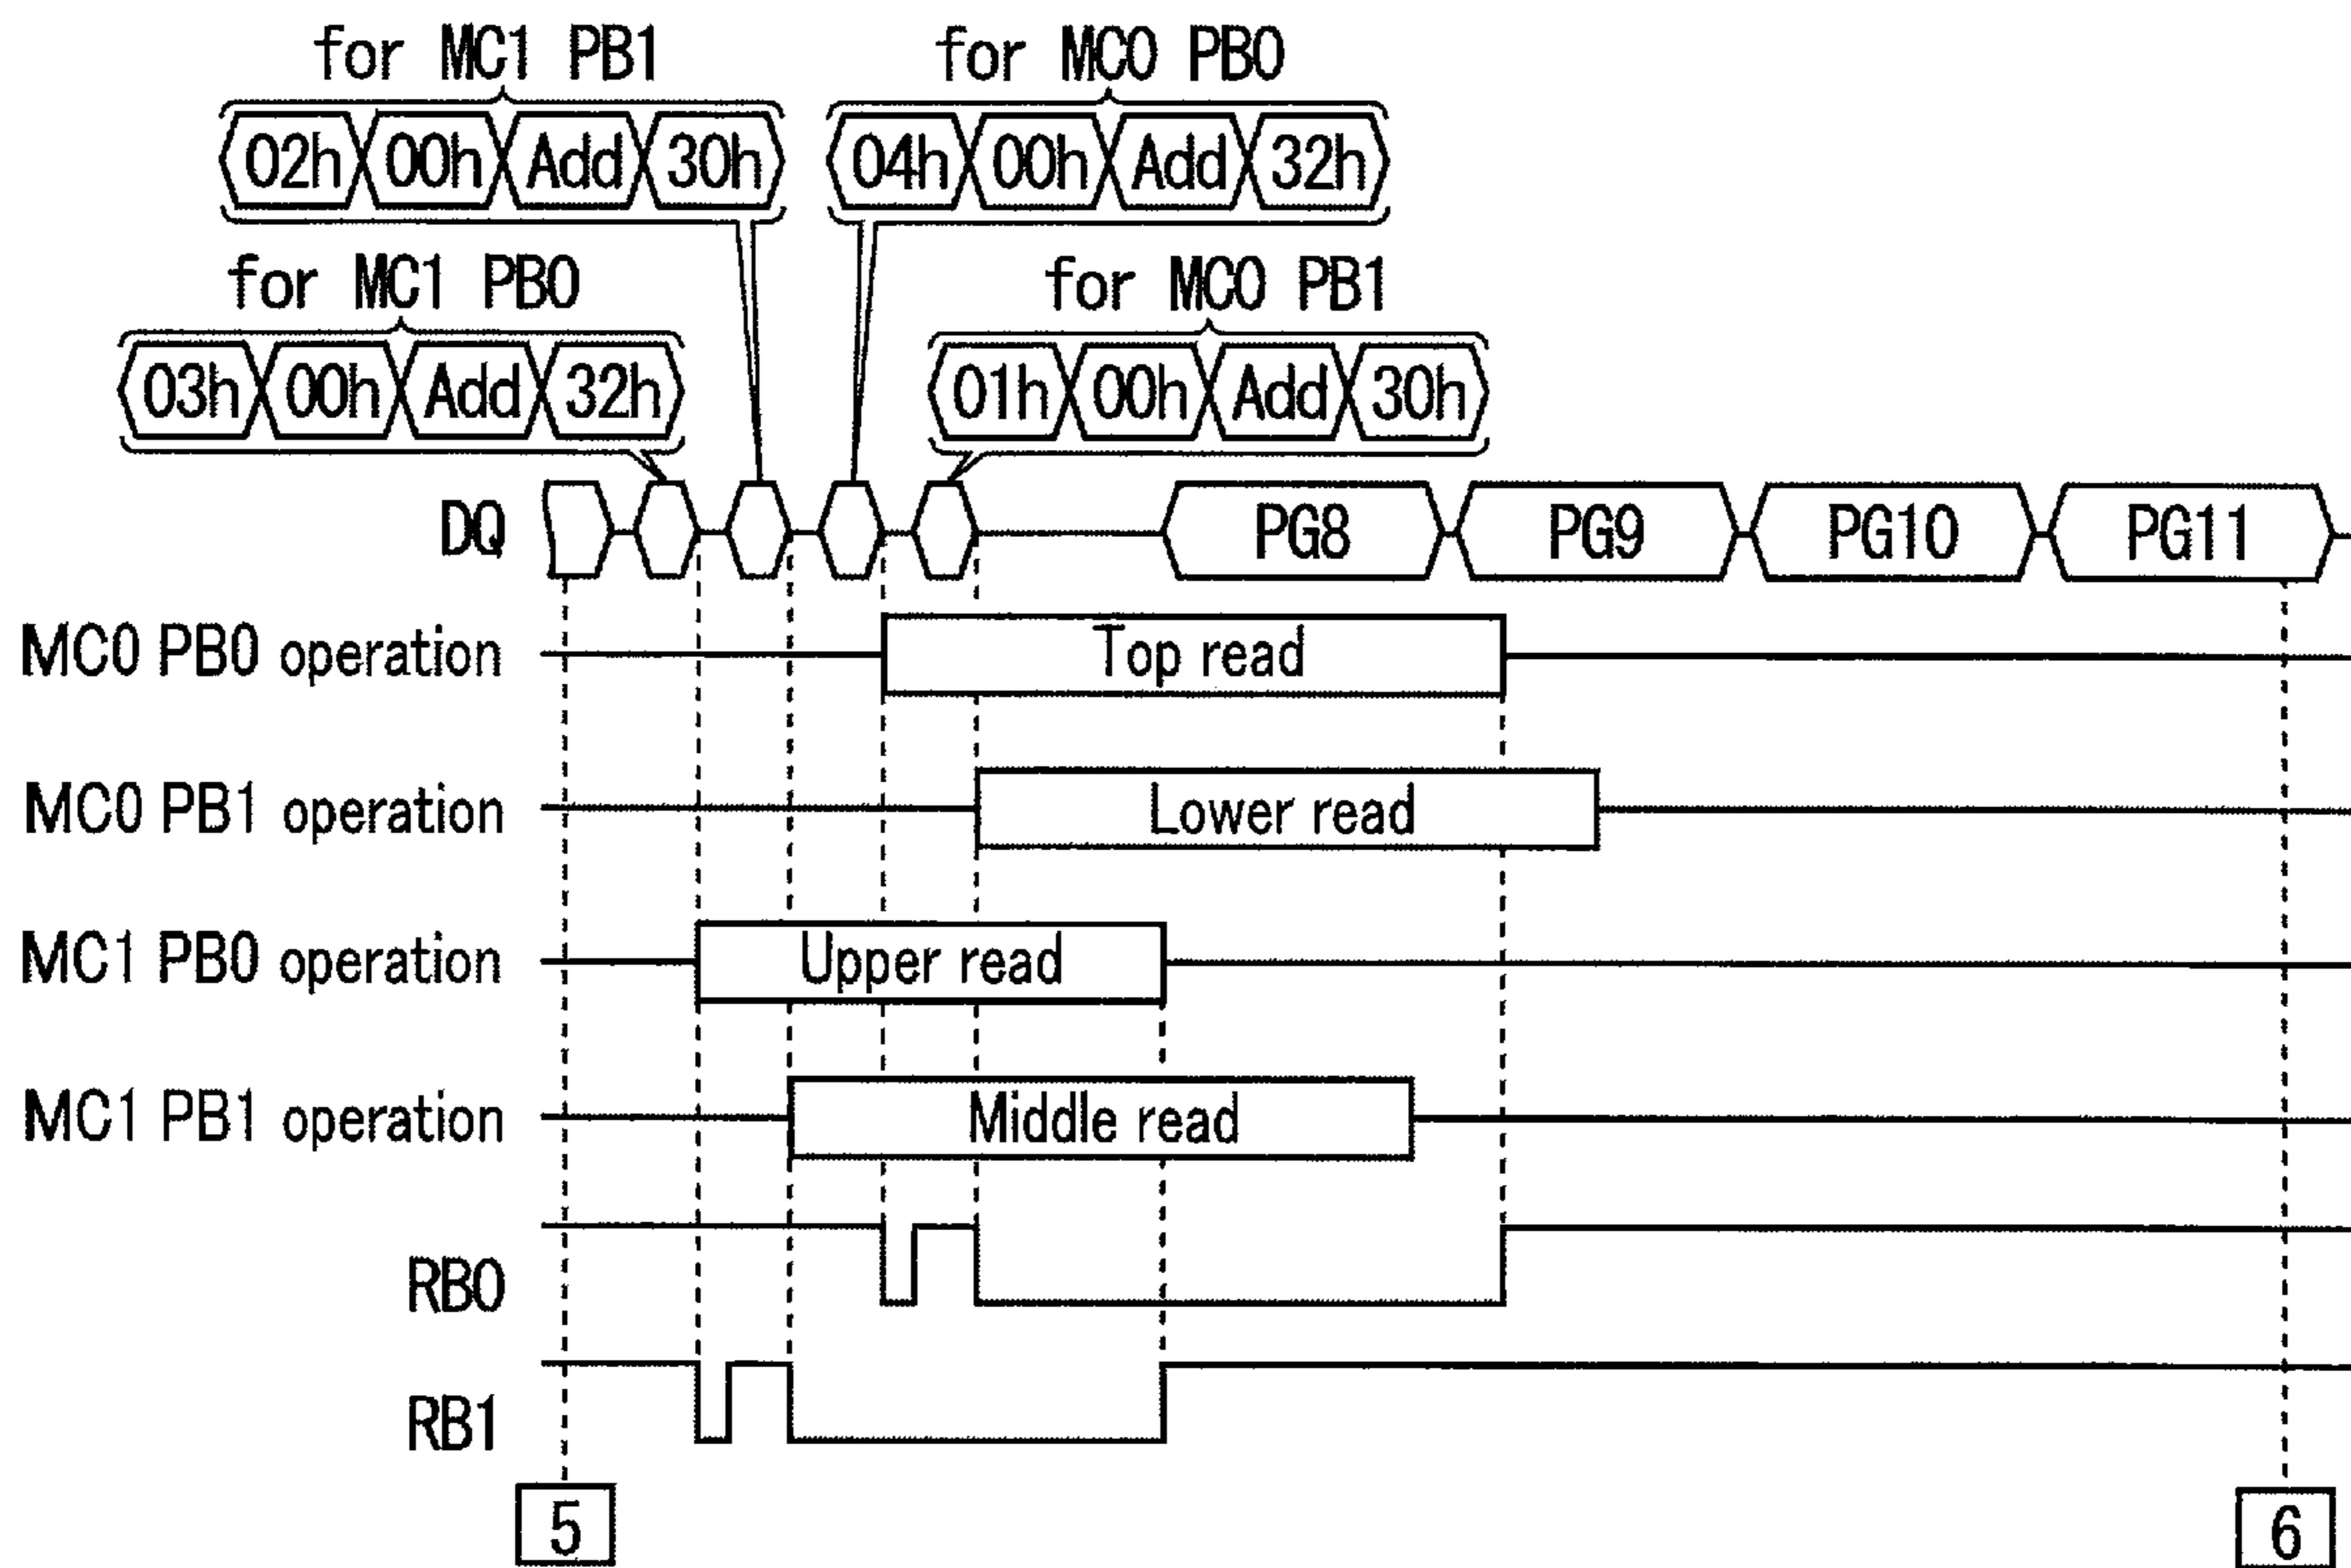 for MC1 PB1
for MC0 PB0
02h 00h Add 30h
04h 00h Add 32h
for MC1 PB0
for MC0 PB1
03h 00h Add 32h
01h 00h Add 30h
DQ
PG8 PG9 PG10 PG11
MC0 PB0 operation
Top read
MC0 PB1 operation
Lower read
MC1 PB0 operation
Upper read
MC1 PB1 operation
Middle read
RB0
RB1
5
6